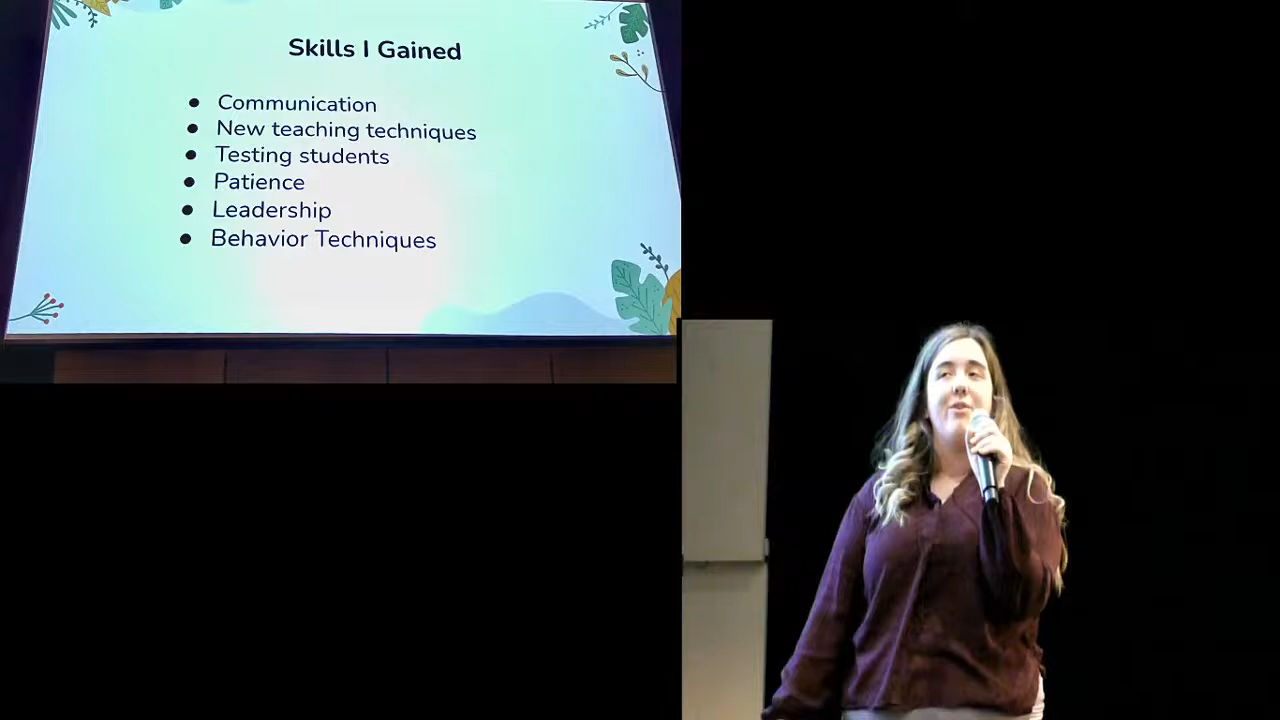 Skills I Gained
● Communication
● New teaching techniques
● Testing students
● Patience
● Leadership
● Behavior Techniques